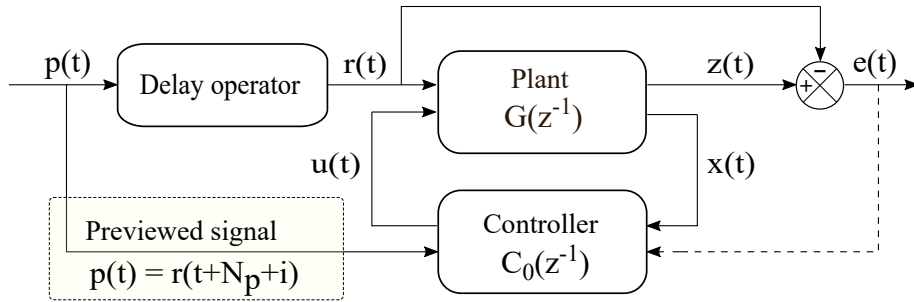 p(t)
Delay operator
r(t)
Plant
G(z⁻¹)
z(t)
−
+
e(t)
u(t)
x(t)
Previewed signal
p(t) = r(t+Nₚ+i)
Controller
C₀(z⁻¹)